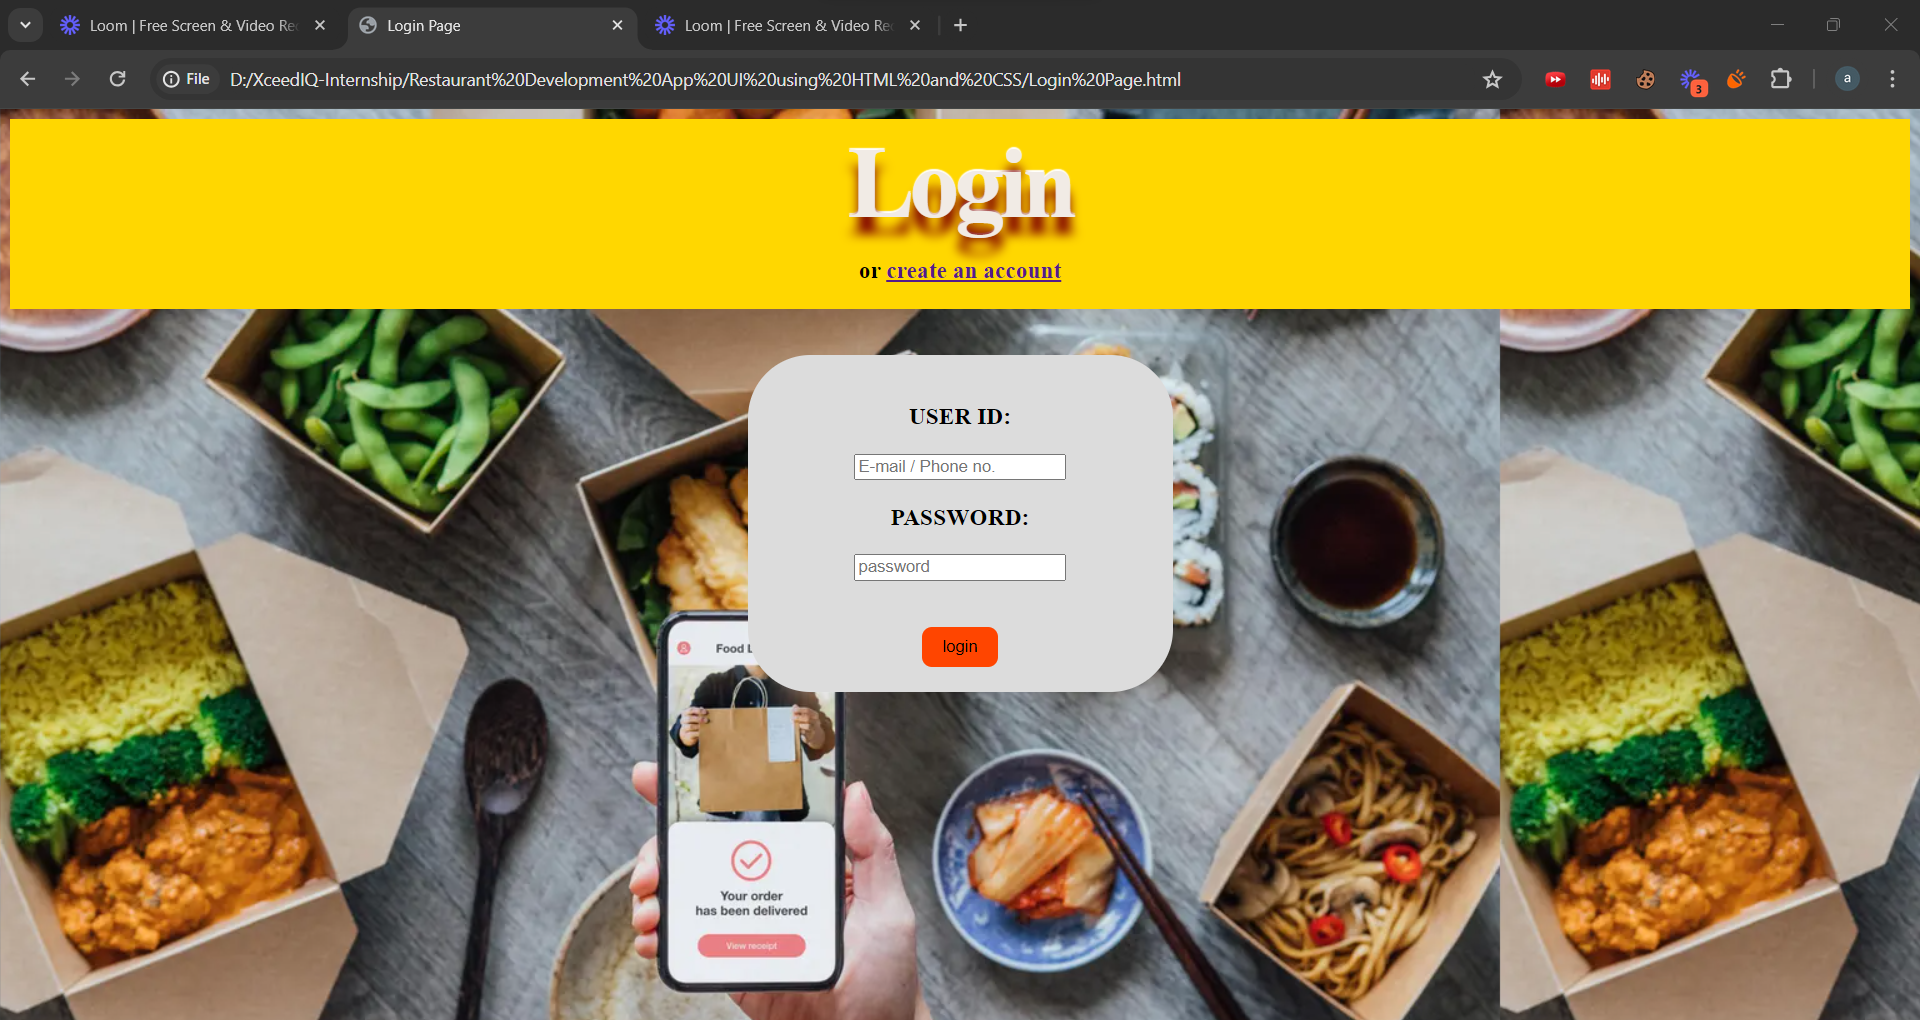 Loom | Free Screen & Video Re
Login Page
Loom | Free Screen & Video Re
File
D:/XceedIQ-Internship/Restaurant%20Development%20App%20UI%20using%20HTML%20and%20CSS/Login%20Page.html
3
a
Login
or create an account
USER ID:
E-mail / Phone no.
PASSWORD:
password
login
Food
Your order
has been delivered
View receipt